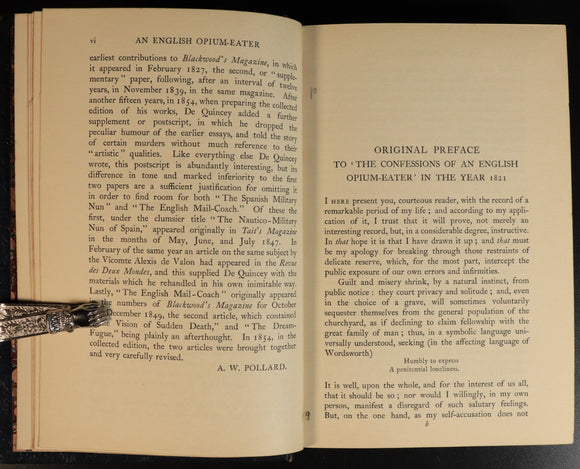 vi AN ENGLISH OPIUM-EATER
earliest contributions to Blackwood's Magazine, in which
it appeared in February 1827, the second, or "supple-
mentary" paper, following, after an interval of twelve
years, in November 1839, in the same magazine. After
another fifteen years, in 1854, when preparing the collected
edition of his works, De Quincey added a further
supplement or postscript, in which he dropped the
peculiar humour of the earlier essays, and told the story
of certain murders without much reference to their
"artistic" qualities. Like everything else De Quincey
wrote, this postscript is abundantly interesting, but its
difference in tone and marked inferiority to the first
two papers are a sufficient justification for omitting it
in order to find room for both "The Spanish Military
Nun" and "The English Mail-Coach." Of these the
first, under the clumsier title "The Nautico-Military
Nun of Spain," appeared originally in Tait's Magazine
in the months of May, June, and July 1847. In
February of the same year an article on the same subject
by the Vicomte Alexis de Valon had appeared in the Revue
des Deux Mondes, and this supplied De Quincey with the
materials which he rehandled in his own inimitable way.
Lastly, "The English Mail-Coach" originally appeared
numbers of Blackwood's Magazine for October
December 1849, the second article, which contained
Vision of Sudden Death," and "The Dream-
Fugue," being plainly an afterthought. In 1854, in the
collected edition, the two articles were brought together
and very carefully revised.
A. W. POLLARD.
ORIGINAL PREFACE
TO 'THE CONFESSIONS OF AN ENGLISH
OPIUM-EATER' IN THE YEAR 1821
I HERE present you, courteous reader, with the record of a
remarkable period of my life; and according to my application
of it, I trust that it will prove, not merely an
interesting record, but, in a considerable degree, instructive.
In that hope it is that I have drawn it up; and that must
be my apology for breaking through those restraints of
delicate reserve, which, for the most part, intercept the
public exposure of our own errors and infirmities.
Guilt and misery shrink, by a natural instinct, from
public notice: they court privacy and solitude; and, even
in the choice of a grave, will sometimes voluntarily
sequester themselves from the general population of the
churchyard, as if declining to claim fellowship with the
great family of man; thus, in a symbolic language uni-
versally understood, seeking (in the affecting language of
Wordsworth)
Humbly to express
A penitential loneliness.
It is well, upon the whole, and for the interest of us all,
that it should be so; nor would I willingly, in my own
person, manifest a disregard of such salutary feelings.
But, on the one hand, as my self-accusation does not
b